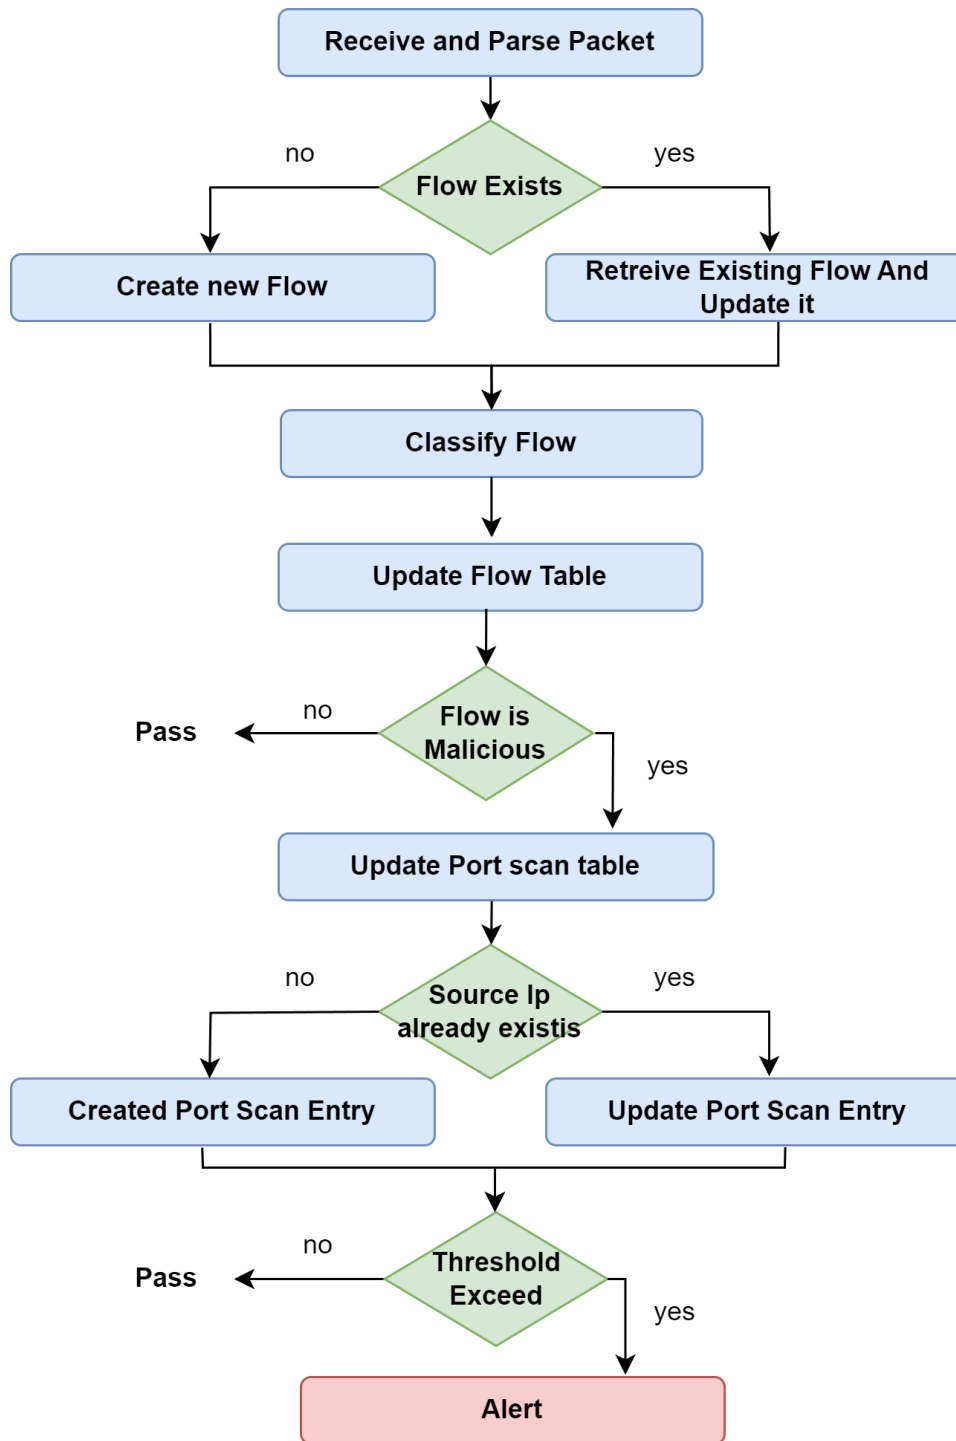 Receive and Parse Packet
no
yes
Flow Exists
Create new Flow
Retreive Existing Flow And
Update it
Classify Flow
Update Flow Table
Pass
no
Flow is
Malicious
yes
Update Port scan table
no
yes
Source Ip
already existis
Created Port Scan Entry
Update Port Scan Entry
Pass
no
Threshold
Exceed
yes
Alert